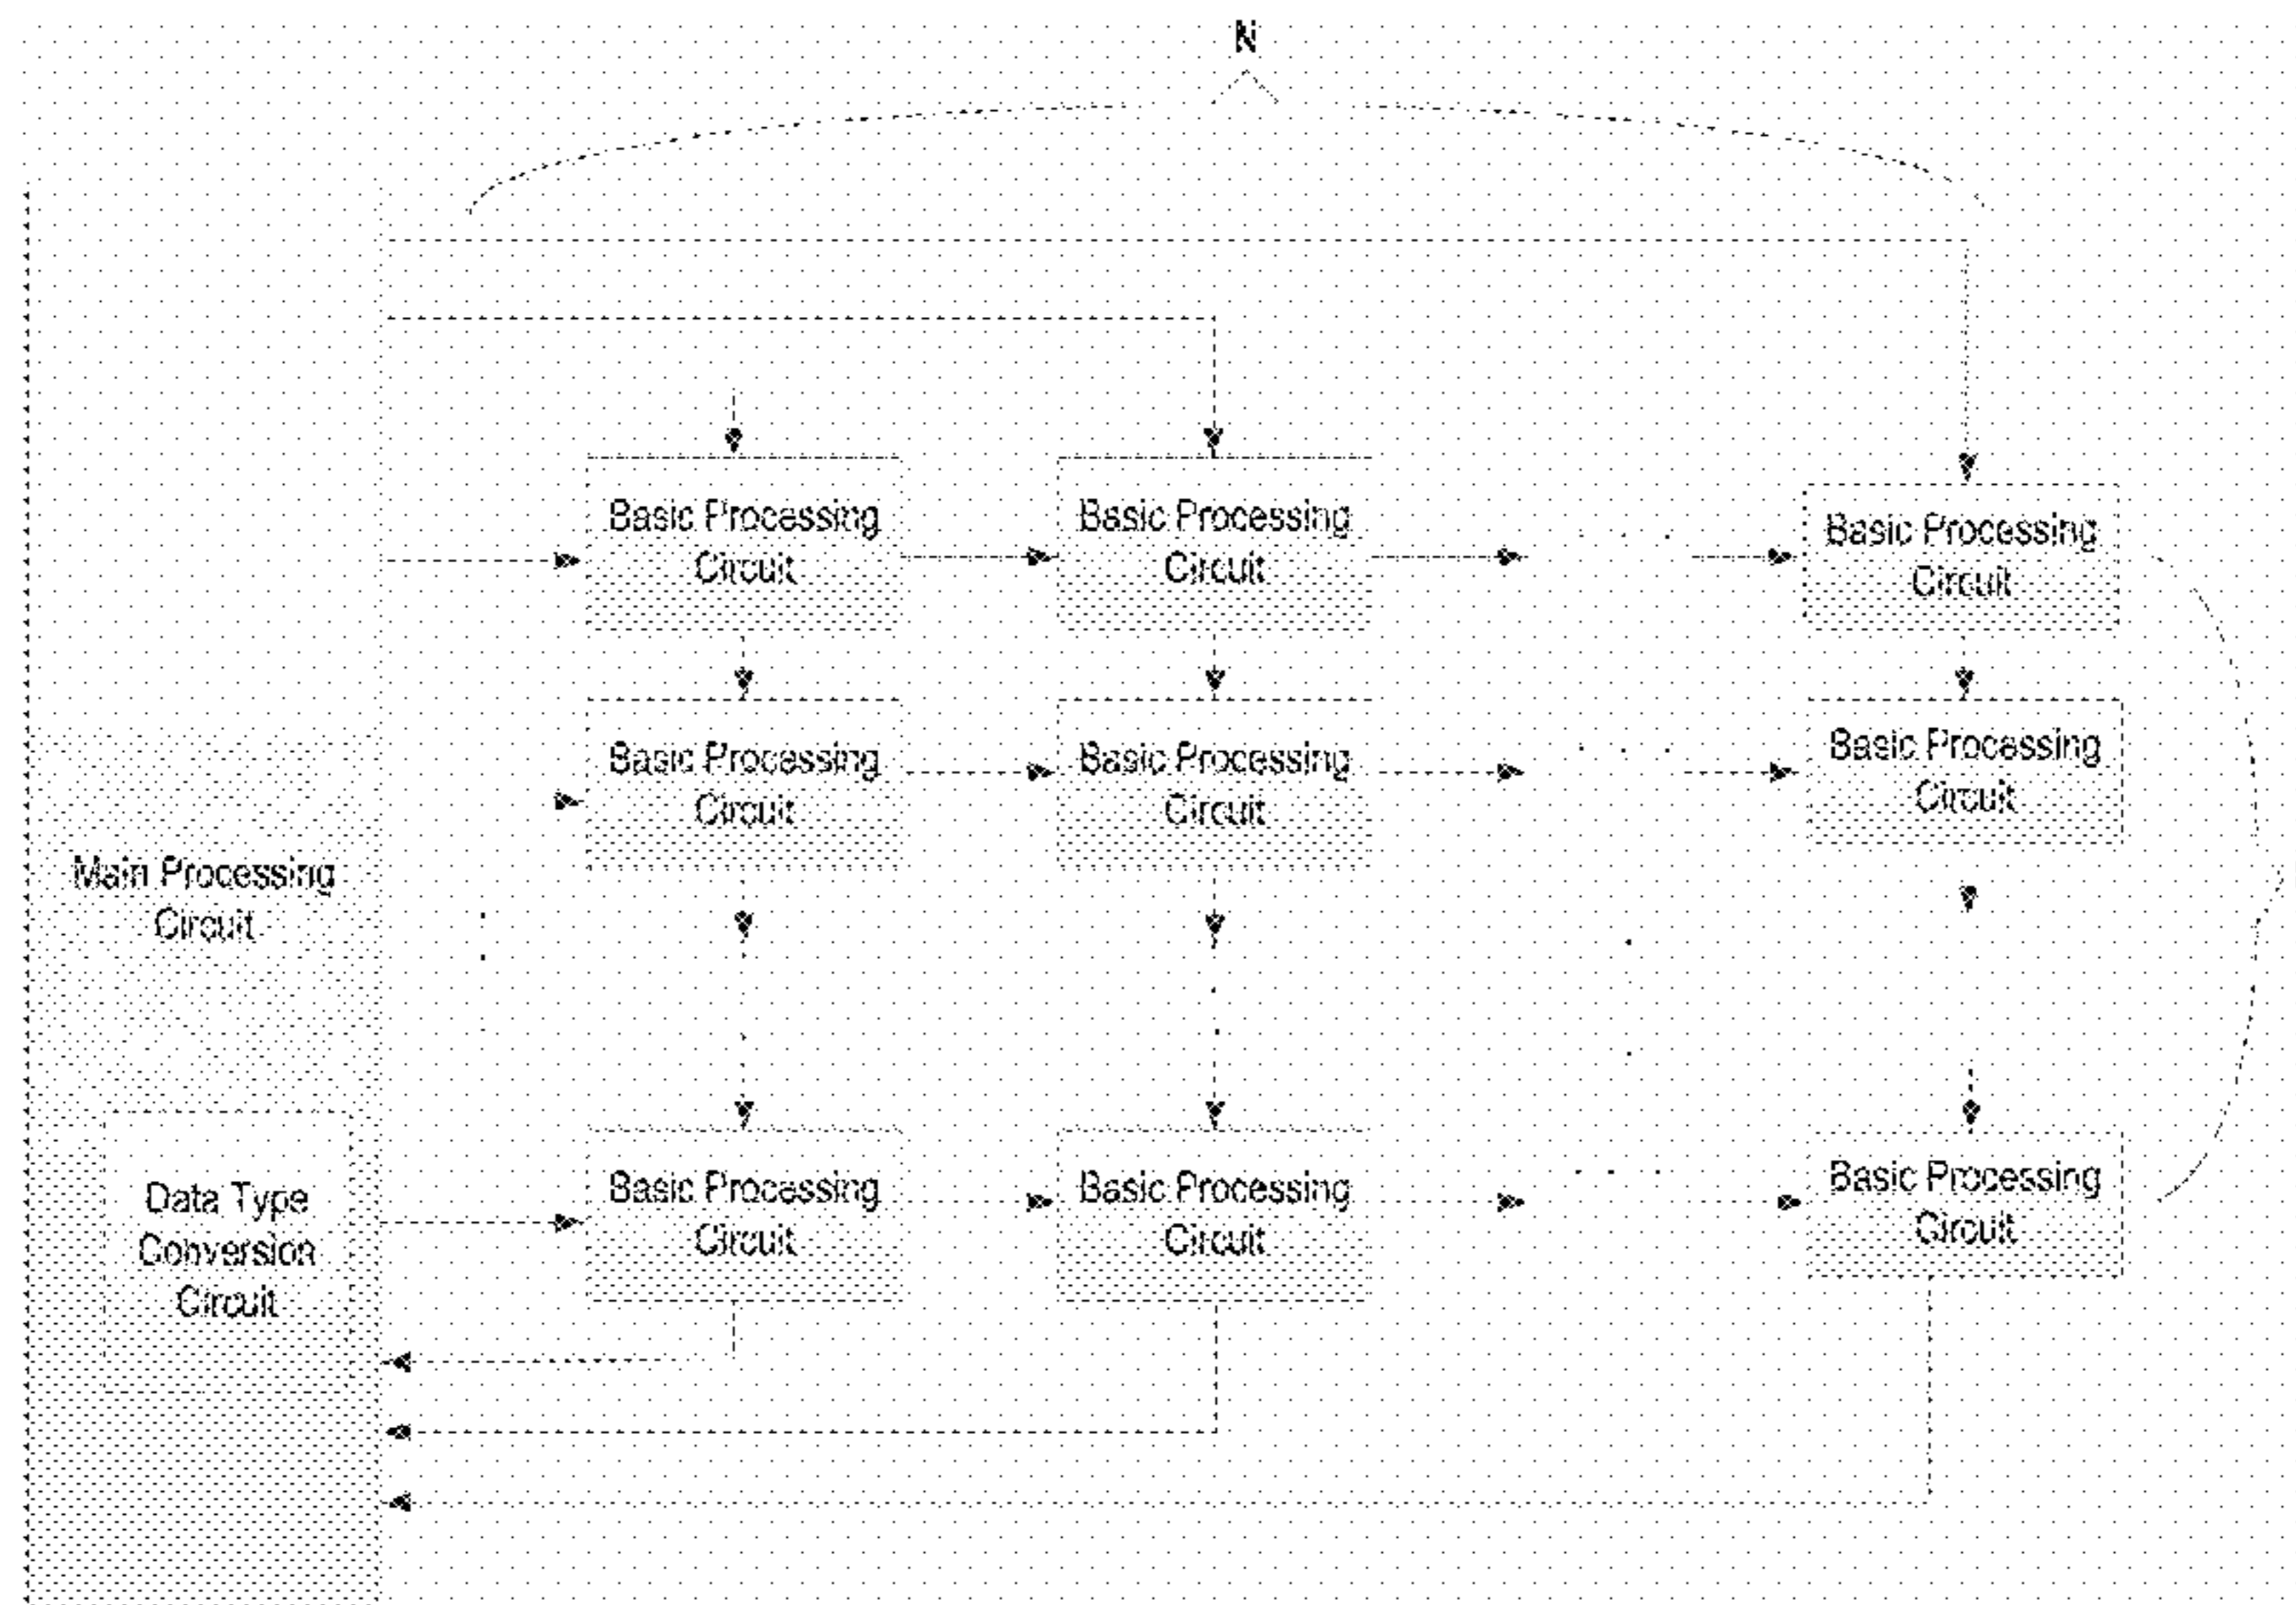 N
Basic Processing
Circuit
Basic Processing
Circuit
Basic Processing
Circuit
Basic Processing
Circuit
Basic Processing
Circuit
Basic Processing
Circuit
Main Processing
Circuit
Basic Processing
Circuit
Basic Processing
Circuit
Basic Processing
Circuit
Data Type
Conversion
Circuit